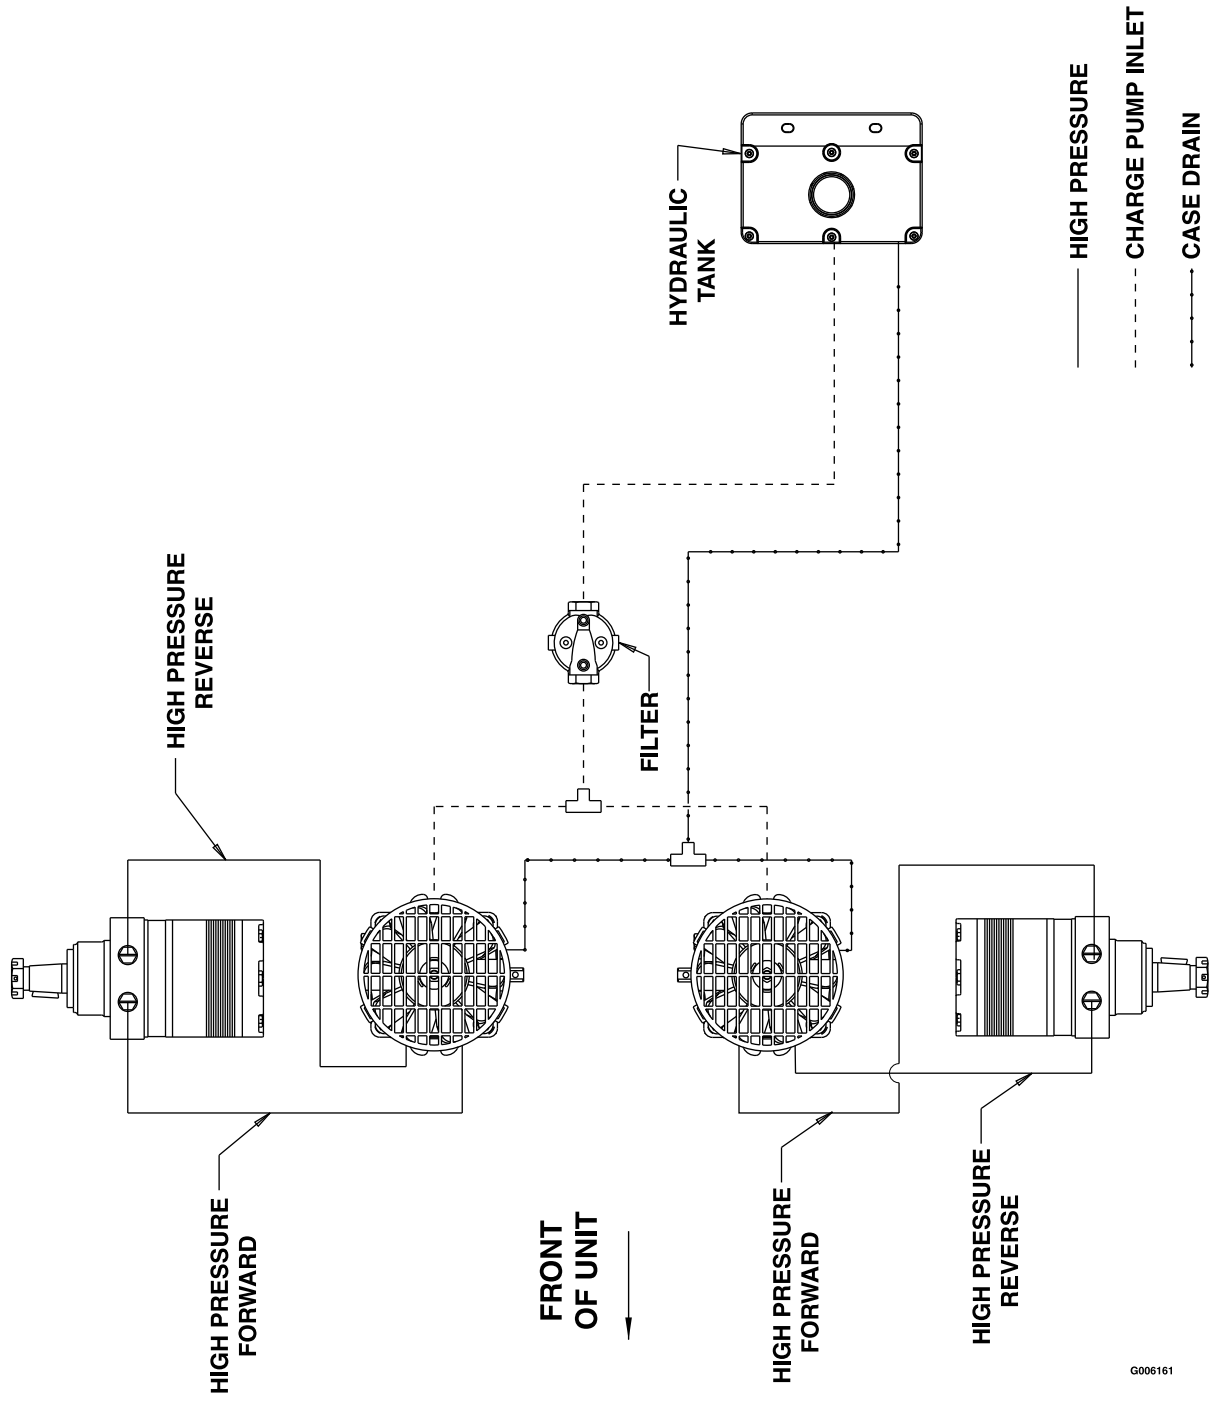 HYDRAULIC
TANK
HIGH PRESSURE
CHARGE PUMP INLET
CASE DRAIN
HIGH PRESSURE
REVERSE
FILTER
HIGH PRESSURE
FORWARD
FRONT
OF UNIT
HIGH PRESSURE
FORWARD
HIGH PRESSURE
REVERSE
G006161